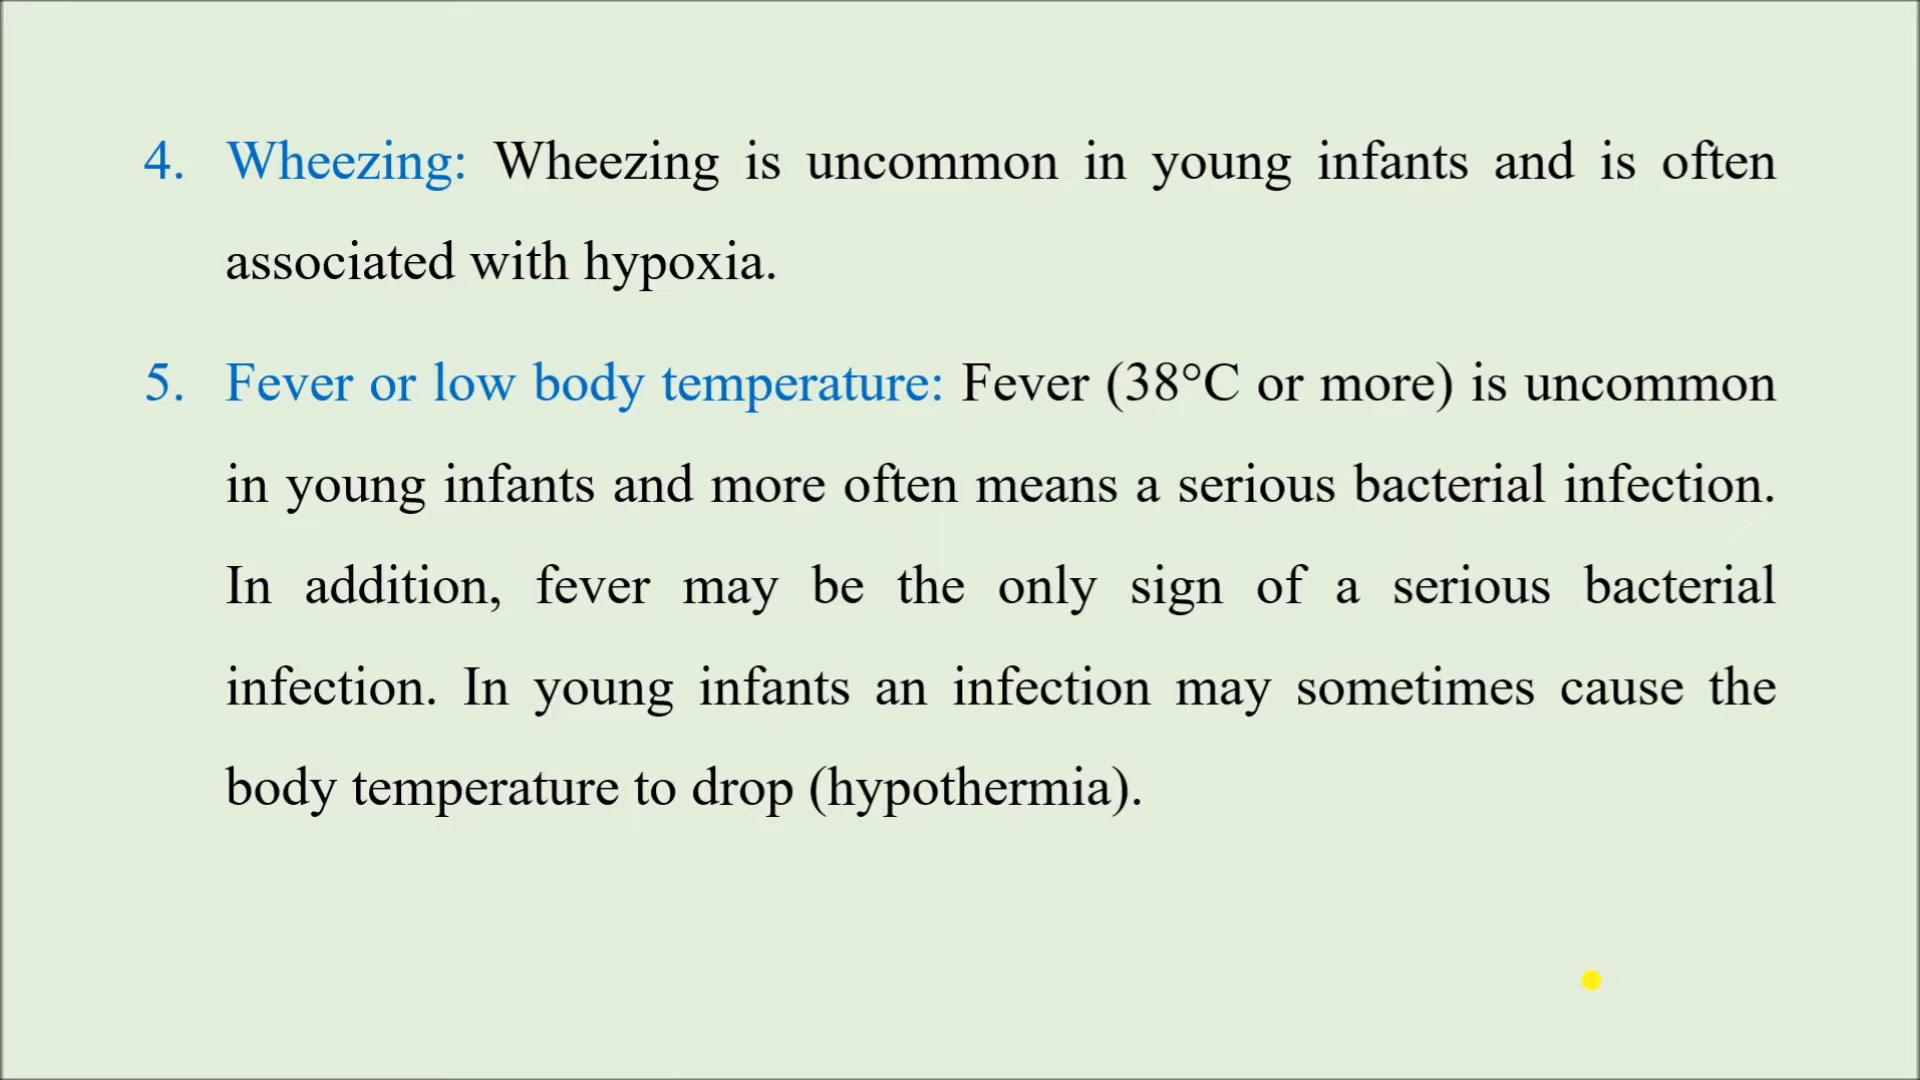 4. Wheezing: Wheezing is uncommon in young infants and is often
associated with hypoxia.
5. Fever or low body temperature: Fever (38°C or more) is uncommon
in young infants and more often means a serious bacterial infection.
In addition, fever may be the only sign of a serious bacterial
infection. In young infants an infection may sometimes cause the
body temperature to drop (hypothermia).